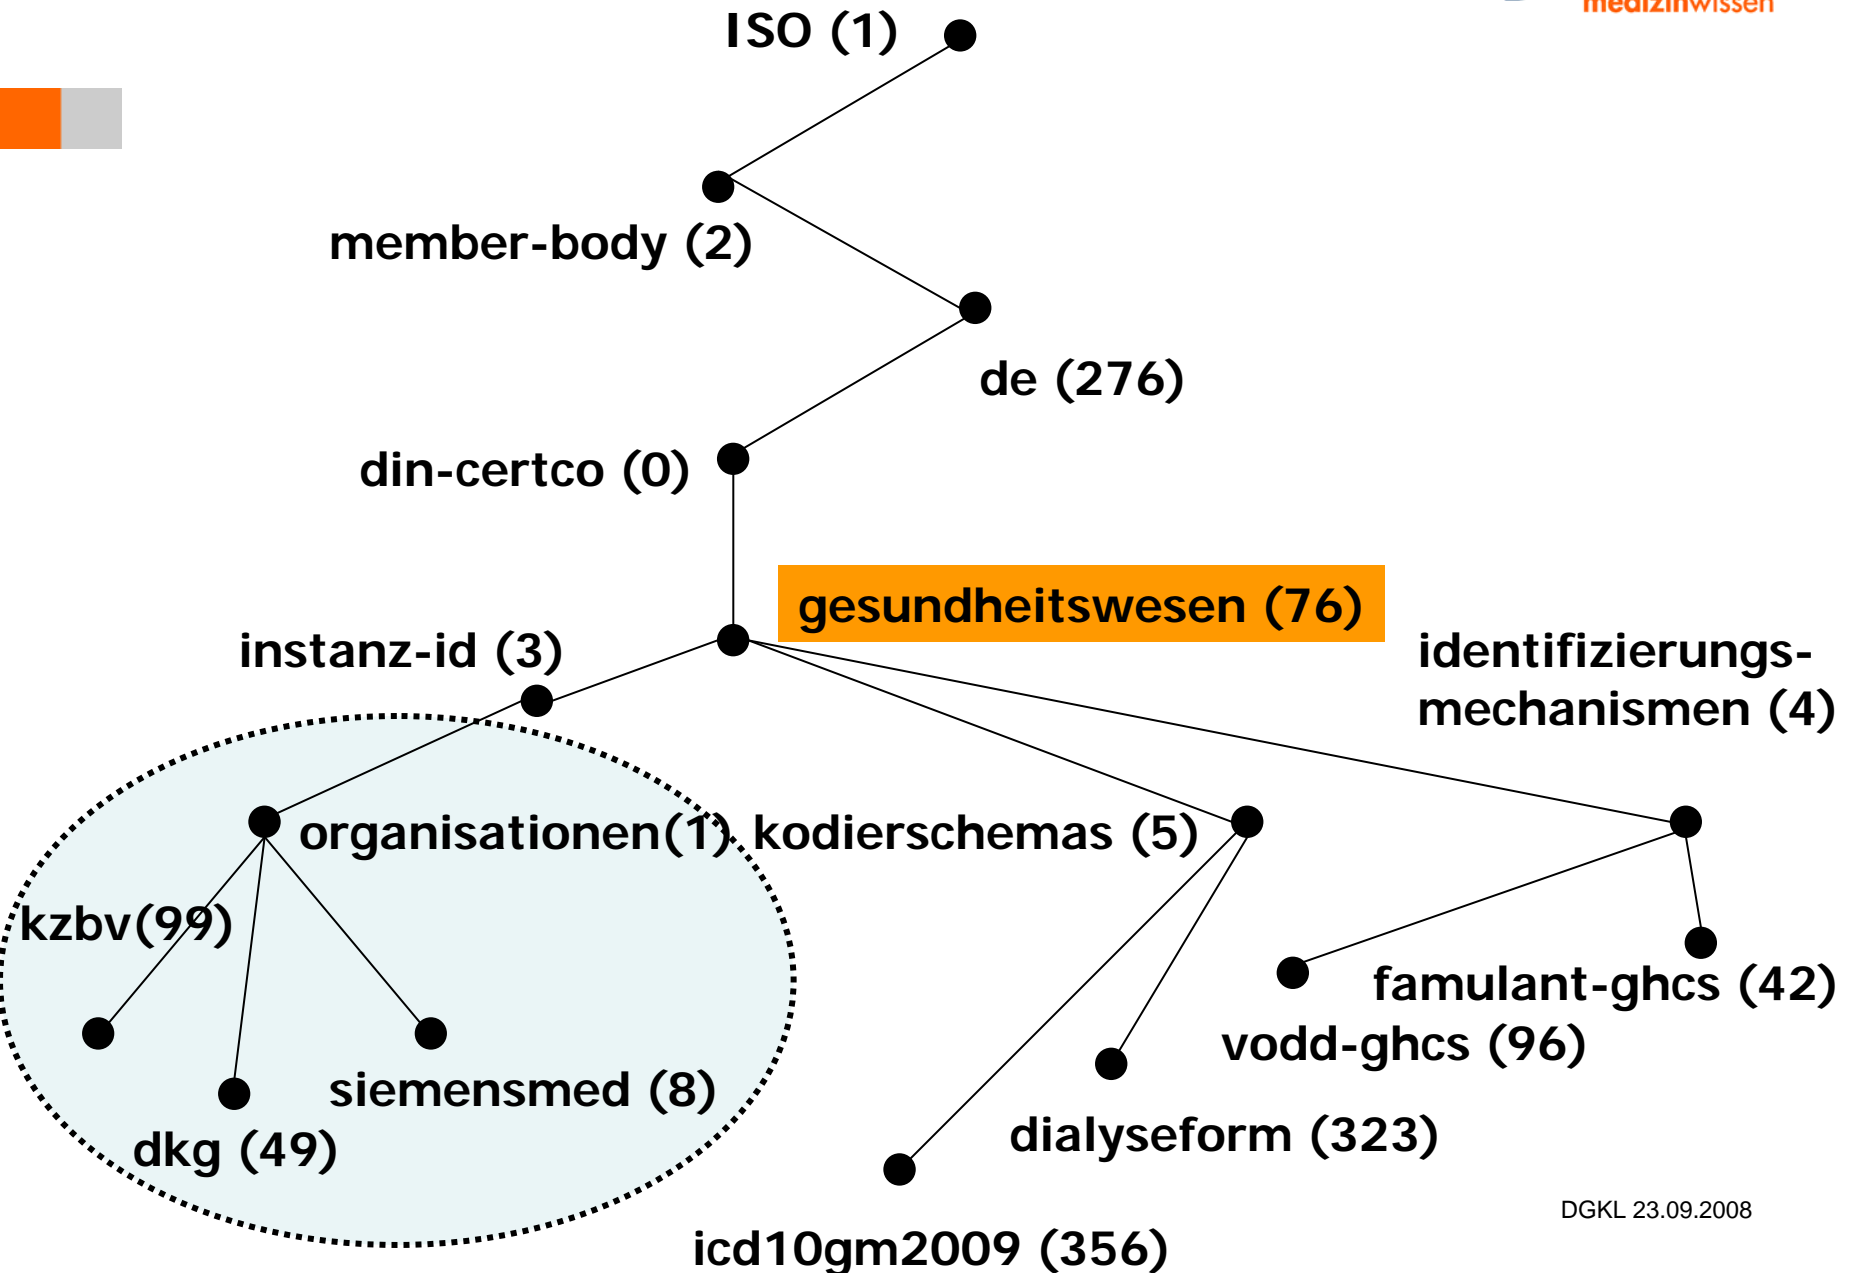 medizinwissen
ISO (1)
member-body (2)
de (276)
din-certco (0)
gesundheitswesen (76)
instanz-id (3)
identifizierungs-
mechanismen (4)
organisationen(1)
kodierschemas (5)
kzbv(99)
famulant-ghcs (42)
vodd-ghcs (96)
siemensmed (8)
dialyseform (323)
dkg (49)
DGKL 23.09.2008
icd10gm2009 (356)